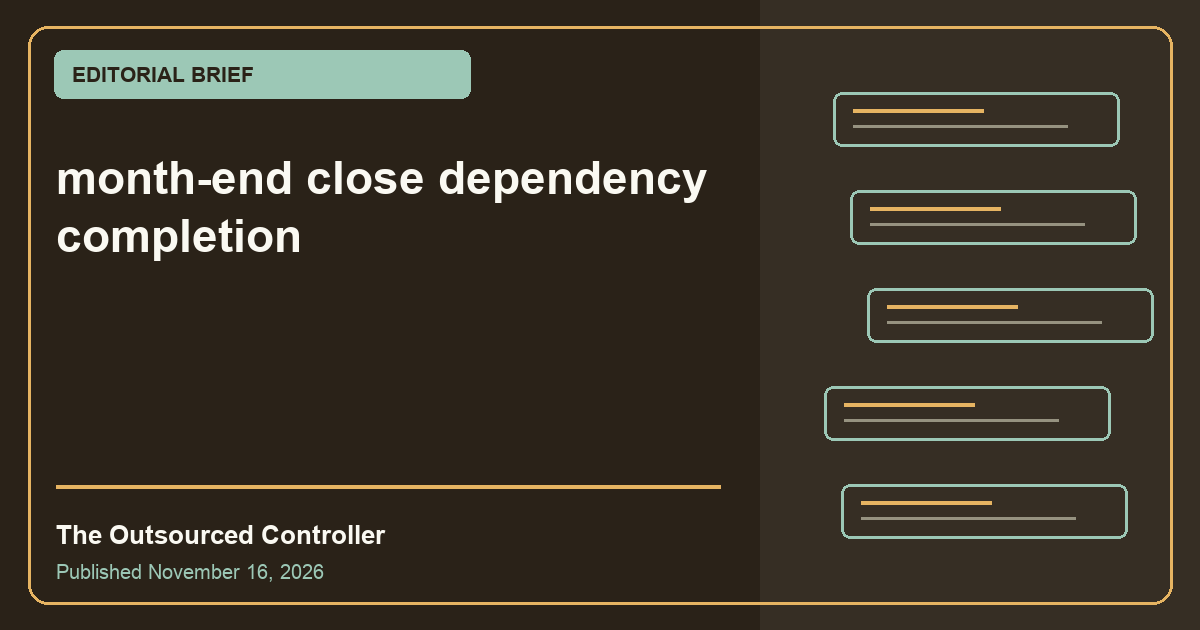 EDITORIAL BRIEF
month-end close dependency
completion
The Outsourced Controller
Published November 16, 2026